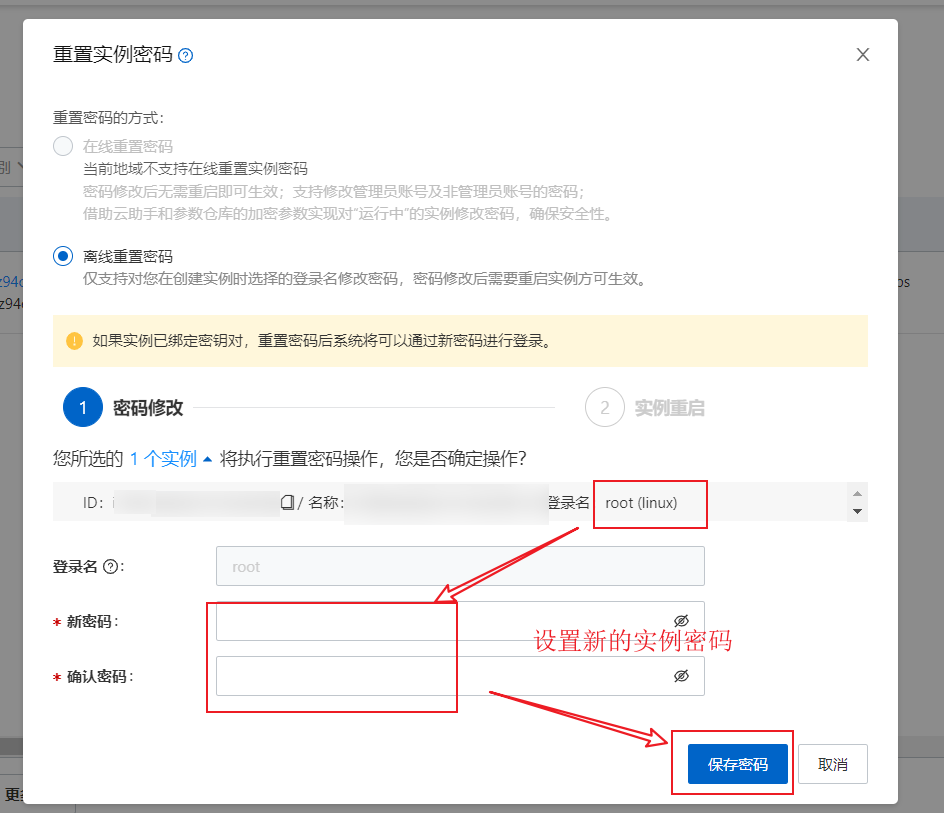 重置实例密码
重置密码的方式：
在线重置密码
当前地域不支持在线重置实例密码
密码修改后无需重启即可生效；支持修改管理员账号及非管理员账号的密码；
借助云助手和参数仓库的加密参数实现对“运行中”的实例修改密码，确保安全性。
离线重置密码
仅支持对您在创建实例时选择的登录名修改密码，密码修改后需要重启实例方可生效。
如果实例已绑定密钥对，重置密码后系统将可以通过新密码进行登录。
1 密码修改 2 实例重启
您所选的 1 个实例 将执行重置密码操作，您是否确定操作?
ID: / 名称: 登录名 root (linux)
登录名 : root
* 新密码:
设置新的实例密码
* 确认密码:
保存密码 取消
别
z94
z94
os